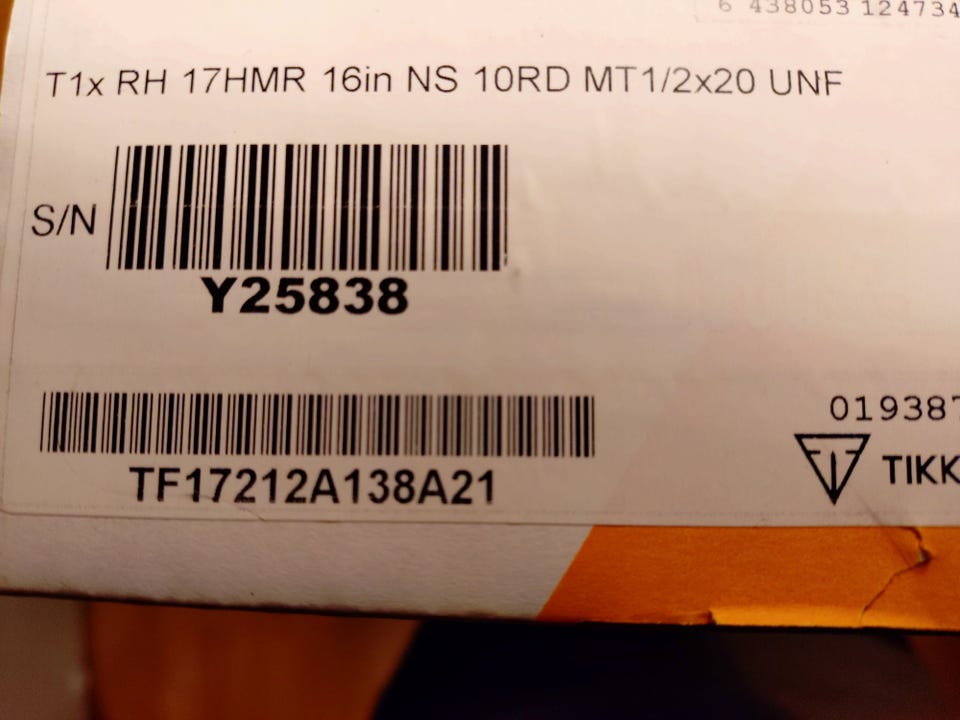 6 438053 124734
T1x RH 17HMR 16in NS 10RD MT1/2x20 UNF
S/N
Y25838
TF17212A138A21
019387
TIKK